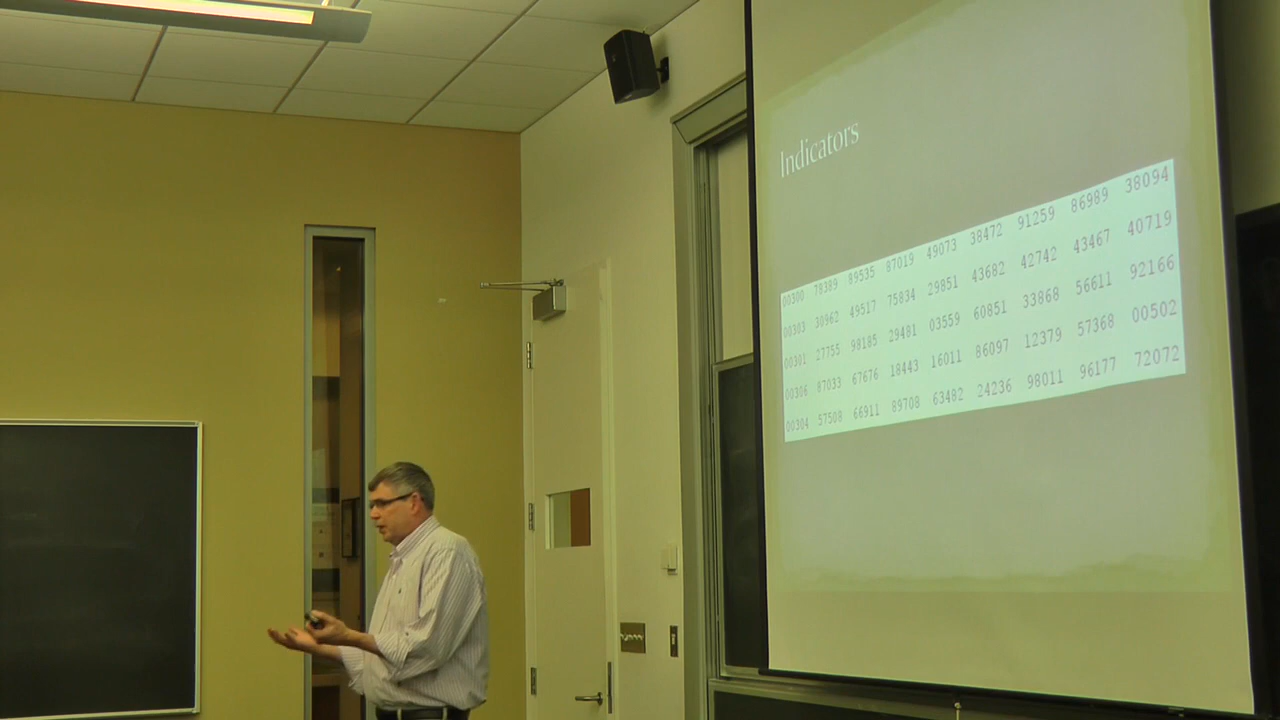 Indicators
00300 78389 89535 87019 49073 38472 91259 86989 38094
00303 30962 49517 75834 29851 43682 42742 43467 40719
00301 27755 98185 29481 03559 60851 33868 56611 92166
00306 87033 67676 18443 16011 86097 12379 57368 00502
00304 57508 66911 89708 63482 24236 98011 96177 72072